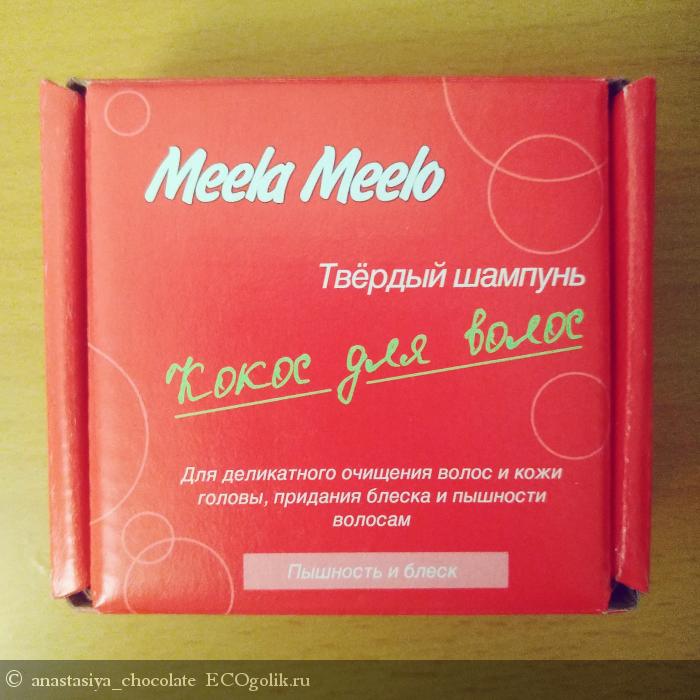 Meela Meelo
Твёрдый шампунь
Кокос для волос
Для деликатного очищения волос и кожи
головы, придания блеска и пышности
волосам
Пышность и блеск
© anastasiya_chocolate ECOgolik.ru